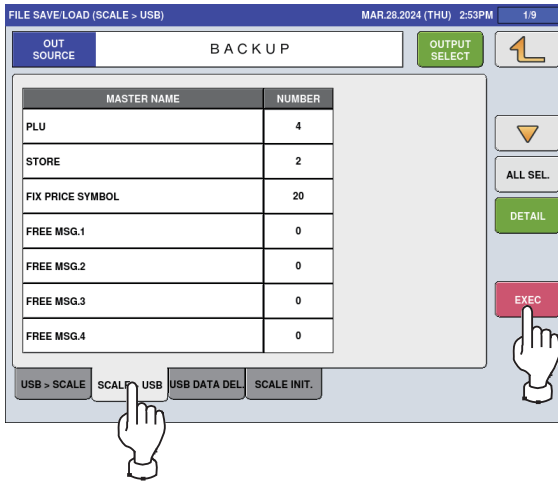 FILE SAVE/LOAD (SCALE > USB) MAR.28.2024 (THU) 2:53PM 1/9
OUT SOURCE
BACKUP
OUTPUT SELECT
MASTER NAME NUMBER
PLU 4
STORE 2
FIX PRICE SYMBOL 20
FREE MSG.1 0
FREE MSG.2 0
FREE MSG.3 0
FREE MSG.4 0
ALL SEL.
DETAIL
EXEC
USB > SCALE SCALE USB USB DATA DEL. SCALE INIT.